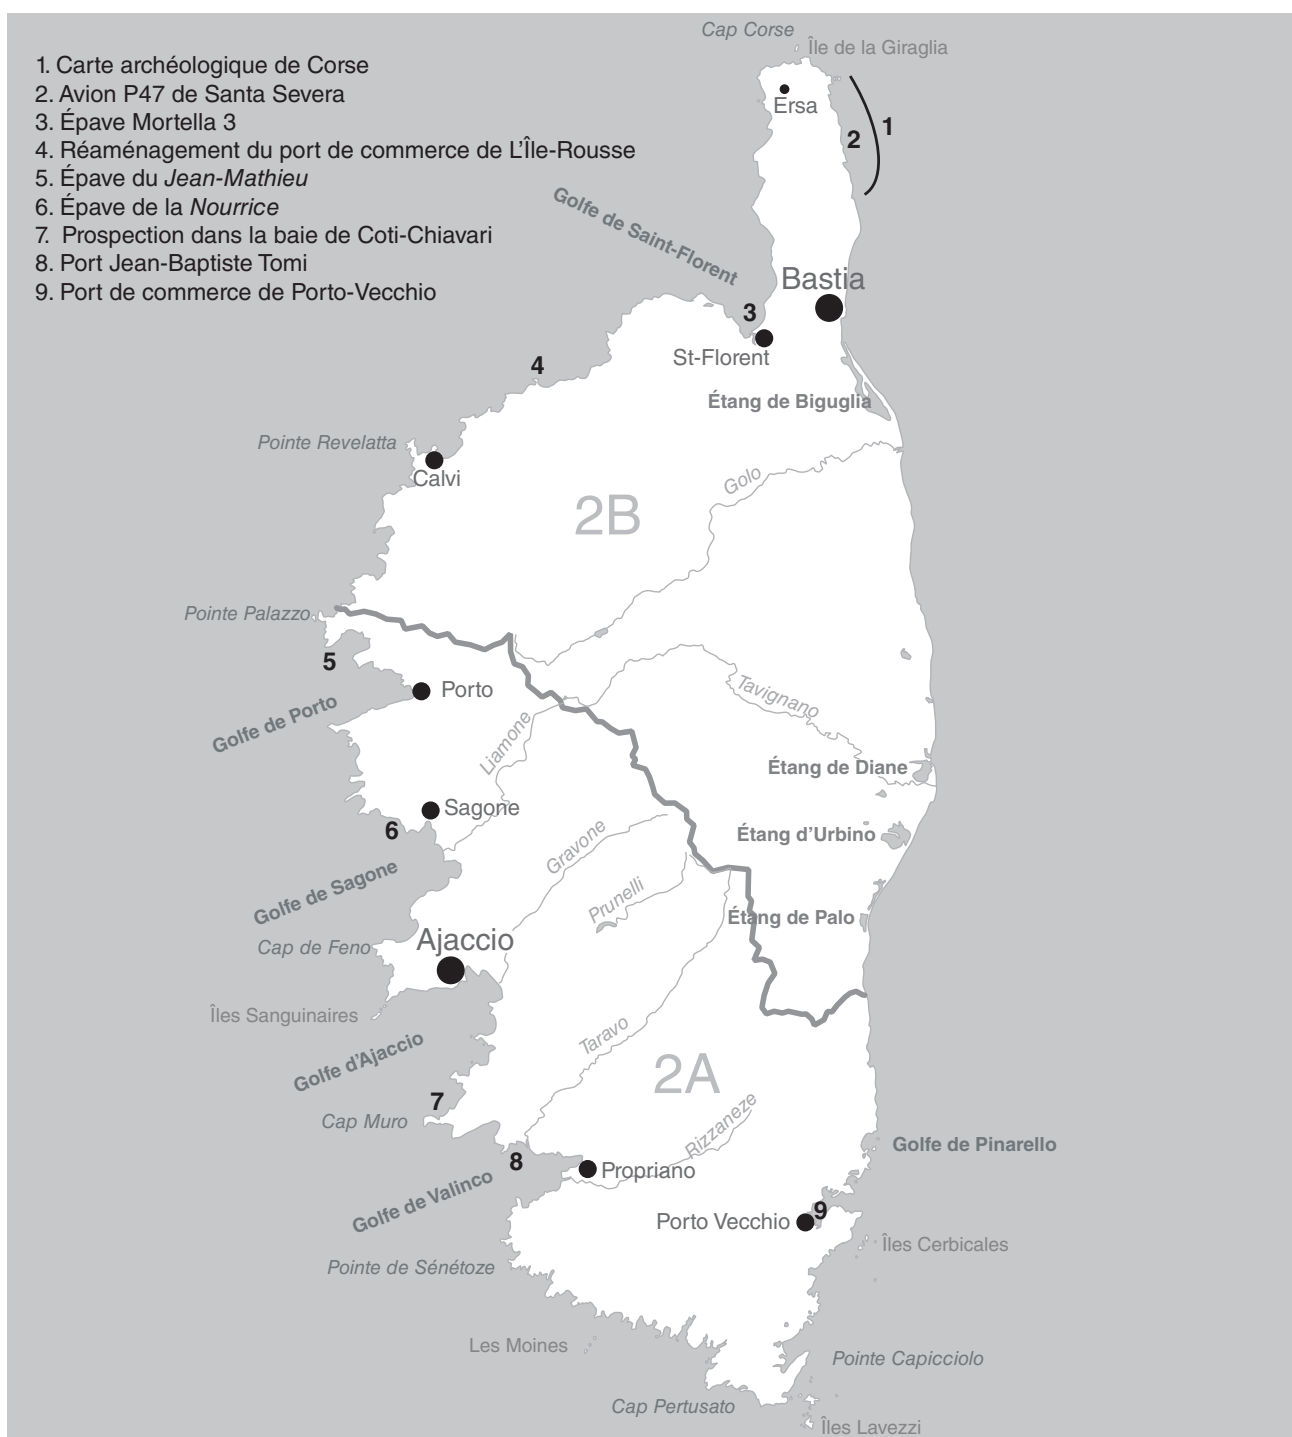 Cap Corse
Île de la Giraglia
1. Carte archéologique de Corse
2. Avion P47 de Santa Severa
3. Épave Mortella 3
4. Réaménagement du port de commerce de L'Île-Rousse
5. Épave du Jean-Mathieu
6. Épave de la Nourrice
7. Prospection dans la baie de Coti-Chiavari
8. Port Jean-Baptiste Tomi
9. Port de commerce de Porto-Vecchio
Ersa
1
2
Golfe de Saint-Florent
Bastia
3
St-Florent
4
Étang de Biguglia
Pointe Revelatta
Calvi
Golo
2B
Pointe Palazzo
5
Porto
Tavignano
Golfe de Porto
Liamone
Étang de Diane
Sagone
6
Étang d'Urbino
Gravone
Golfe de Sagone
Prunelli
Étang de Palo
Cap de Feno
Ajaccio
Îles Sanguinaires
Taravo
Golfe d'Ajaccio
2A
7
Cap Muro
Rizzaneze
Golfe de Pinarello
8
Propriano
Golfe de Valinco
Porto Vecchio
9
Îles Cerbicales
Pointe de Sénétoze
Les Moines
Pointe Capicciolo
Cap Pertusato
Îles Lavezzi